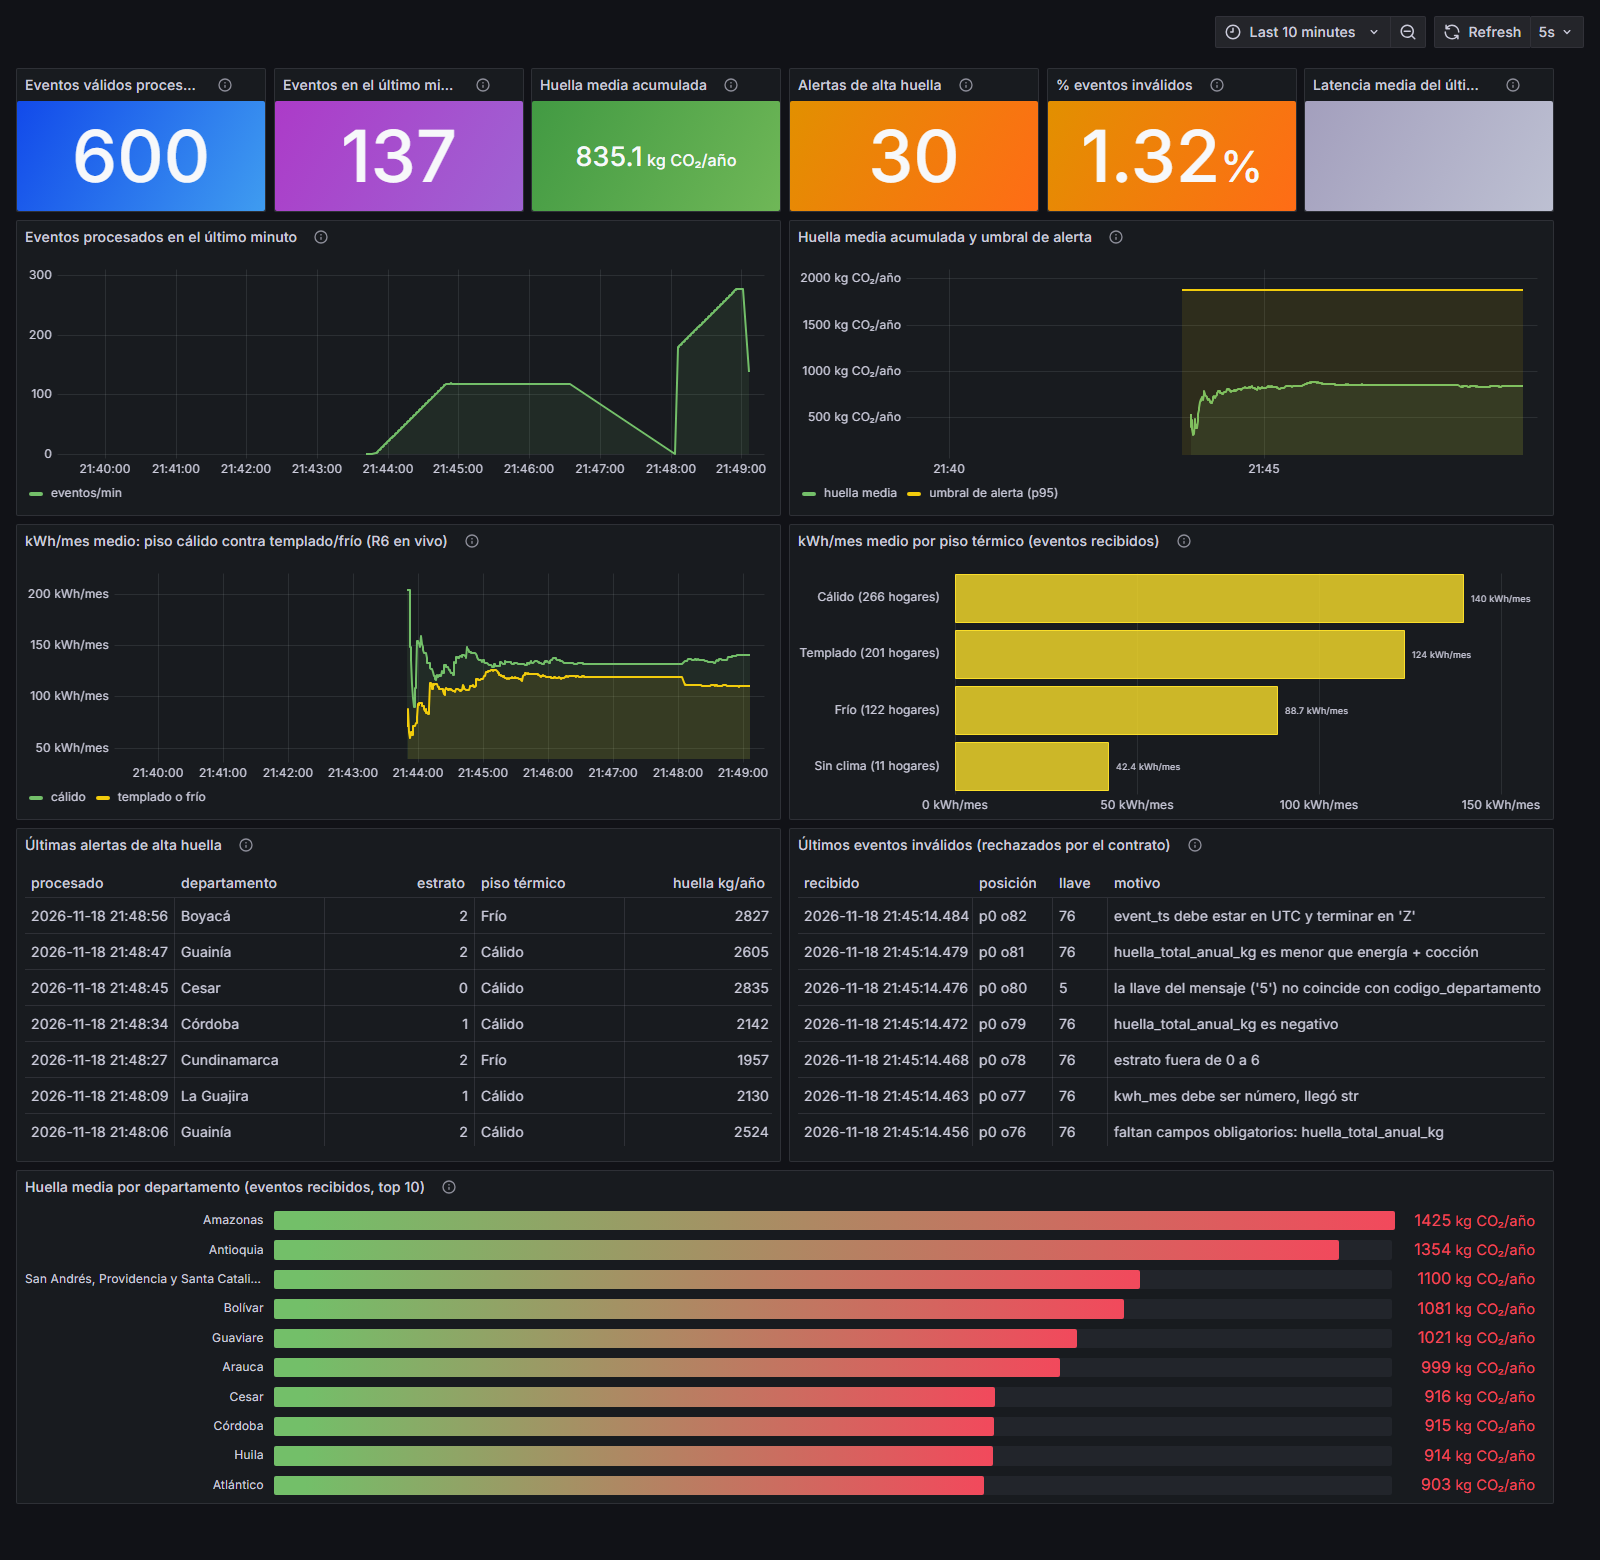 Last 10 minutes
Refresh 5s
Eventos válidos proces...
Eventos en el último mi...
Huella media acumulada
Alertas de alta huella
% eventos inválidos
Latencia media del últi...
600
137
835.1 kg CO₂/año
30
1.32%
Eventos procesados en el último minuto
300
200
100
0
21:40:00 21:41:00 21:42:00 21:43:00 21:44:00 21:45:00 21:46:00 21:47:00 21:48:00 21:49:00
eventos/min
Huella media acumulada y umbral de alerta
2000 kg CO₂/año
1500 kg CO₂/año
1000 kg CO₂/año
500 kg CO₂/año
21:40 21:45
huella media umbral de alerta (p95)
kWh/mes medio: piso cálido contra templado/frío (R6 en vivo)
200 kWh/mes
150 kWh/mes
100 kWh/mes
50 kWh/mes
21:40:00 21:41:00 21:42:00 21:43:00 21:44:00 21:45:00 21:46:00 21:47:00 21:48:00 21:49:00
cálido templado o frío
kWh/mes medio por piso térmico (eventos recibidos)
Cálido (266 hogares) 140 kWh/mes
Templado (201 hogares) 124 kWh/mes
Frío (122 hogares) 88.7 kWh/mes
Sin clima (11 hogares) 42.4 kWh/mes
0 kWh/mes 50 kWh/mes 100 kWh/mes 150 kWh/mes
Últimas alertas de alta huella
procesado departamento estrato piso térmico huella kg/año
2026-11-18 21:48:56 Boyacá 2 Frío 2827
2026-11-18 21:48:47 Guainía 2 Cálido 2605
2026-11-18 21:48:45 Cesar 0 Cálido 2835
2026-11-18 21:48:34 Córdoba 1 Cálido 2142
2026-11-18 21:48:27 Cundinamarca 2 Frío 1957
2026-11-18 21:48:09 La Guajira 1 Cálido 2130
2026-11-18 21:48:06 Guainía 2 Cálido 2524
Últimos eventos inválidos (rechazados por el contrato)
recibido posición llave motivo
2026-11-18 21:45:14.484 p0 o82 76 event_ts debe estar en UTC y terminar en 'Z'
2026-11-18 21:45:14.479 p0 o81 76 huella_total_anual_kg es menor que energía + cocción
2026-11-18 21:45:14.476 p0 o80 5 la llave del mensaje ('5') no coincide con codigo_departamento
2026-11-18 21:45:14.472 p0 o79 76 huella_total_anual_kg es negativo
2026-11-18 21:45:14.468 p0 o78 76 estrato fuera de 0 a 6
2026-11-18 21:45:14.463 p0 o77 76 kwh_mes debe ser número, llegó str
2026-11-18 21:45:14.456 p0 o76 76 faltan campos obligatorios: huella_total_anual_kg
Huella media por departamento (eventos recibidos, top 10)
Amazonas 1425 kg CO₂/año
Antioquia 1354 kg CO₂/año
San Andrés, Providencia y Santa Catali... 1100 kg CO₂/año
Bolívar 1081 kg CO₂/año
Guaviare 1021 kg CO₂/año
Arauca 999 kg CO₂/año
Cesar 916 kg CO₂/año
Córdoba 915 kg CO₂/año
Huila 914 kg CO₂/año
Atlántico 903 kg CO₂/año